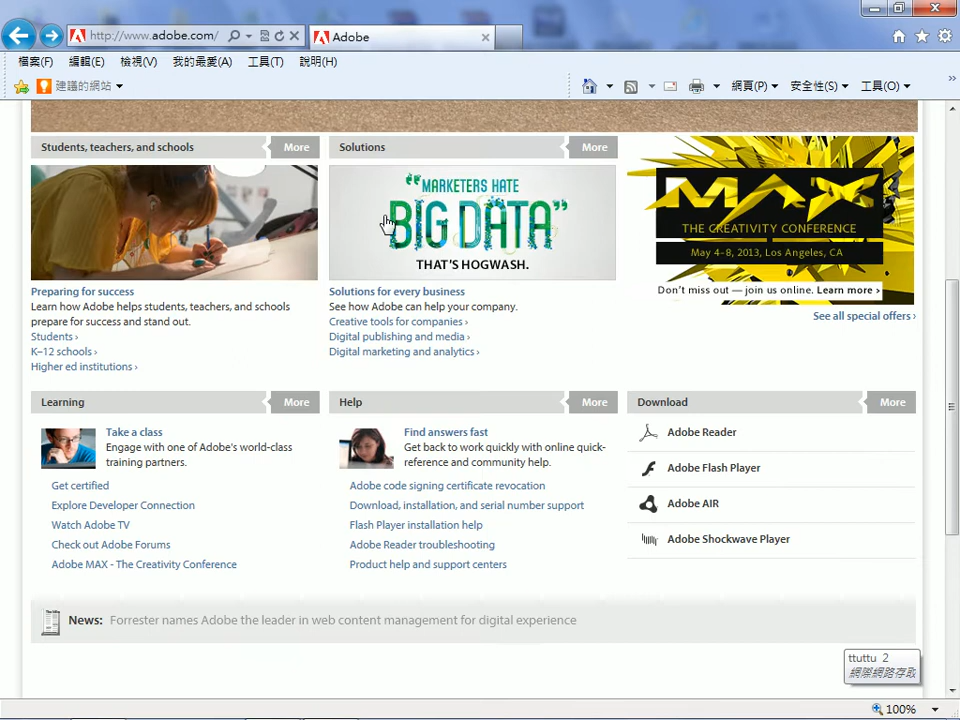 http://www.adobe.com/
Adobe
檔案(F) 編輯(E) 檢視(V) 我的最愛(A) 工具(T) 說明(H)
建議的網站
網頁(P) 安全性(S) 工具(O)
Students, teachers, and schools More
Solutions More
“MARKETERS HATE
BIG DATA”
THAT'S HOGWASH.
MAX
THE CREATIVITY CONFERENCE
May 4-8, 2013, Los Angeles, CA
Don't miss out — join us online. Learn more ›
See all special offers ›
Preparing for success
Learn how Adobe helps students, teachers, and schools
prepare for success and stand out.
Students ›
K–12 schools ›
Higher ed institutions ›
Solutions for every business
See how Adobe can help your company.
Creative tools for companies ›
Digital publishing and media ›
Digital marketing and analytics ›
Learning More
Take a class
Engage with one of Adobe's world-class
training partners.
Get certified
Explore Developer Connection
Watch Adobe TV
Check out Adobe Forums
Adobe MAX - The Creativity Conference
Help More
Find answers fast
Get back to work quickly with online quick-
reference and community help.
Adobe code signing certificate revocation
Download, installation, and serial number support
Flash Player installation help
Adobe Reader troubleshooting
Product help and support centers
Download More
Adobe Reader
Adobe Flash Player
Adobe AIR
Adobe Shockwave Player
News: Forrester names Adobe the leader in web content management for digital experience
ttuttu 2
網際網路存取
100%